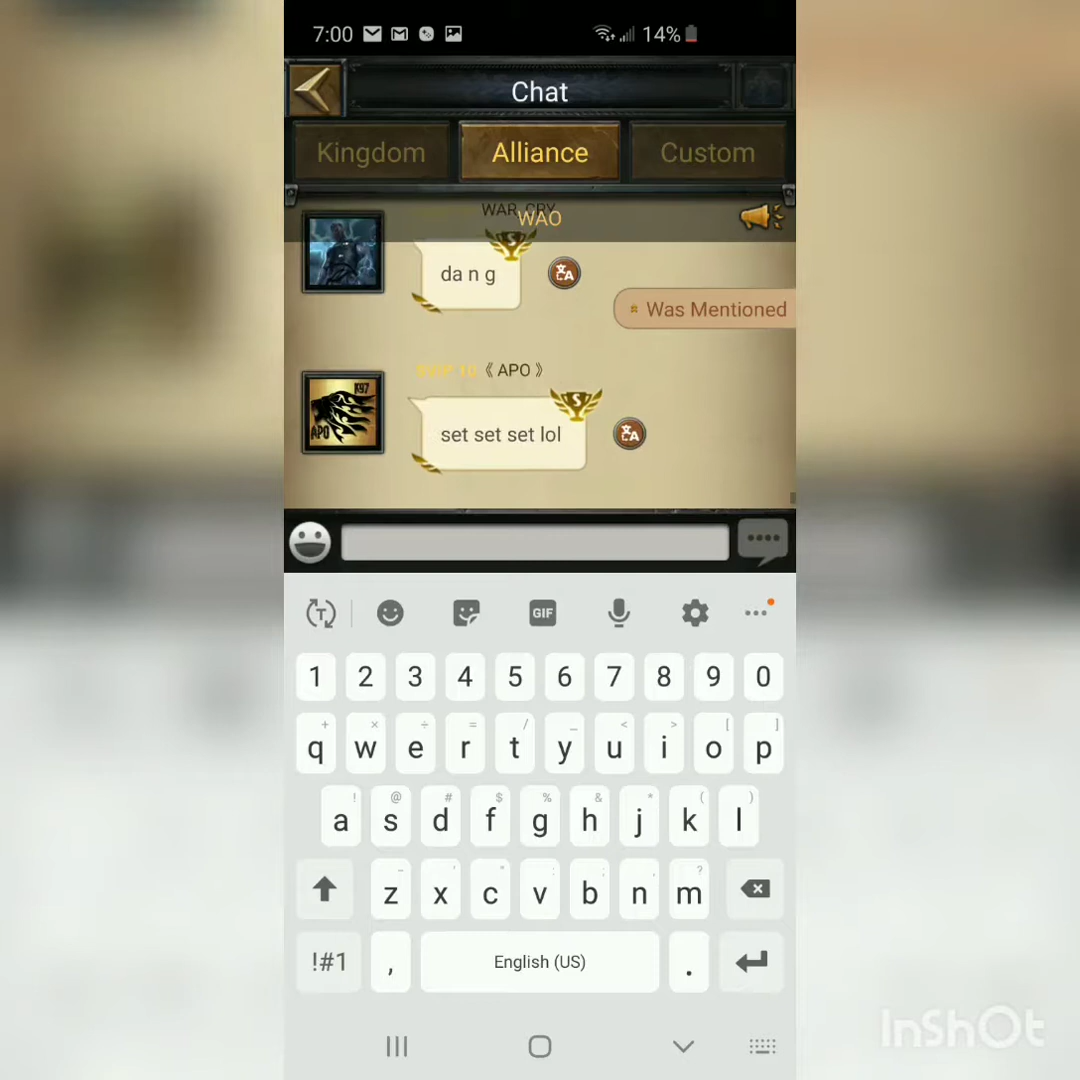 7:00 14%
Chat
Kingdom Alliance Custom
WAR CRY
WAO
da n g
Was Mentioned
《 APO 》
K97
APO
set set set lol
GIF
1 2 3 4 5 6 7 8 9 0
q w e r t y u i o p
a s d f g h j k l
z x c v b n m
!#1 , English (US) .
InShOt